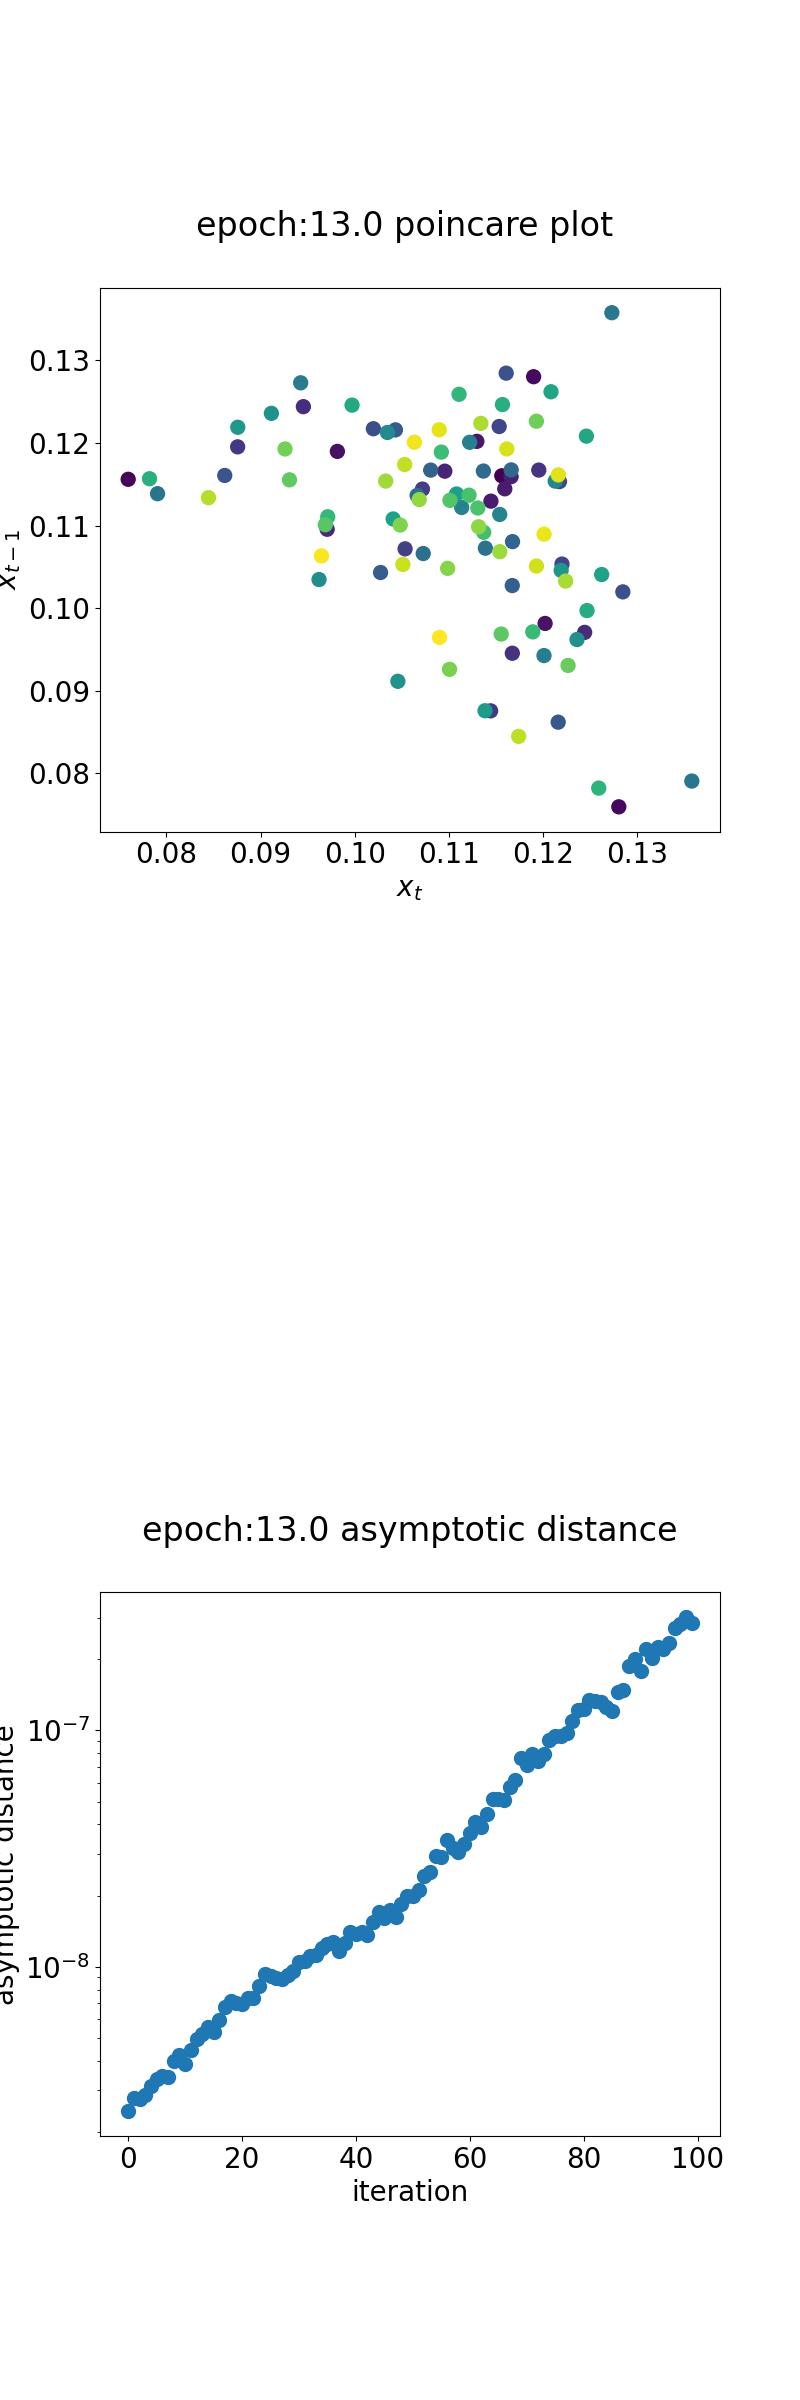 epoch:13.0 poincare plot
0.13
0.12
0.11
0.10
0.09
0.08
x_{t-1}
0.08 0.09 0.10 0.11 0.12 0.13
x_t
epoch:13.0 asymptotic distance
10^{-7}
10^{-8}
asymptotic distance
0 20 40 60 80 100
iteration